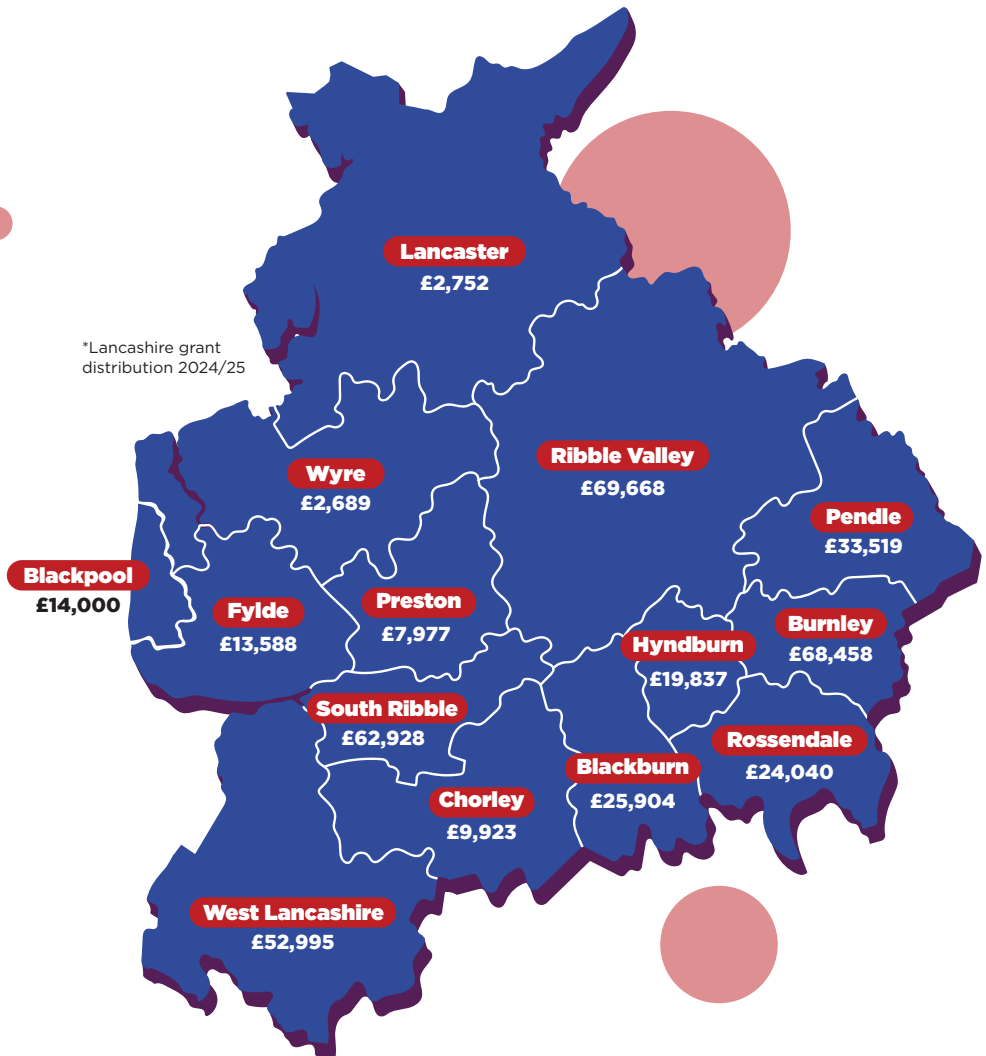 Lancaster
£2,752
*Lancashire grant
distribution 2024/25
Ribble Valley
£69,668
Wyre
£2,689
Pendle
£33,519
Blackpool
£14,000
Fylde
£13,588
Preston
£7,977
Burnley
£68,458
Hyndburn
£19,837
South Ribble
£62,928
Rossendale
£24,040
Blackburn
£25,904
Chorley
£9,923
West Lancashire
£52,995